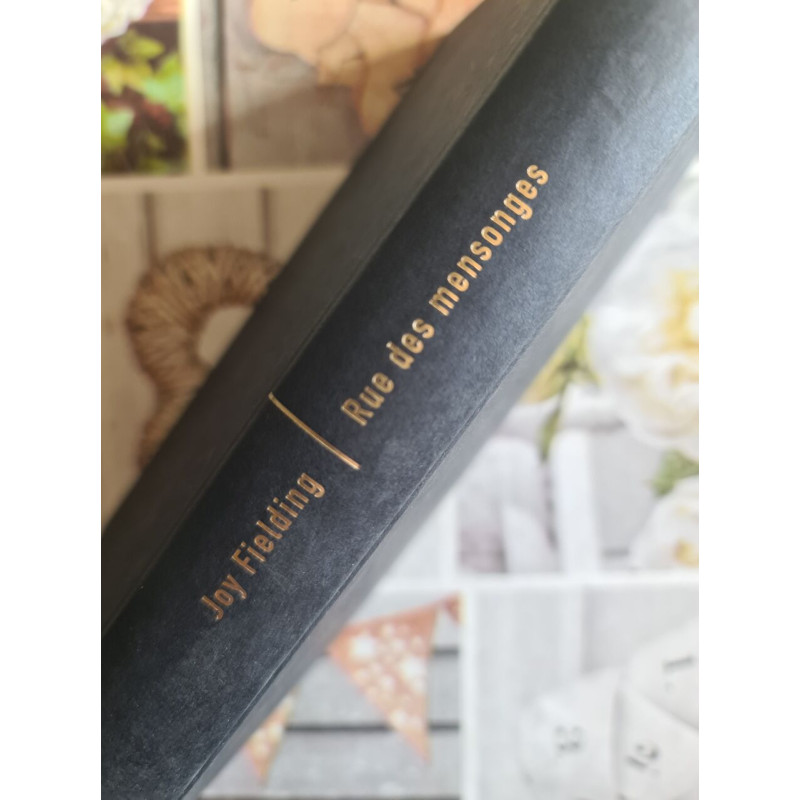 Joy Fielding
Rue des mensonges